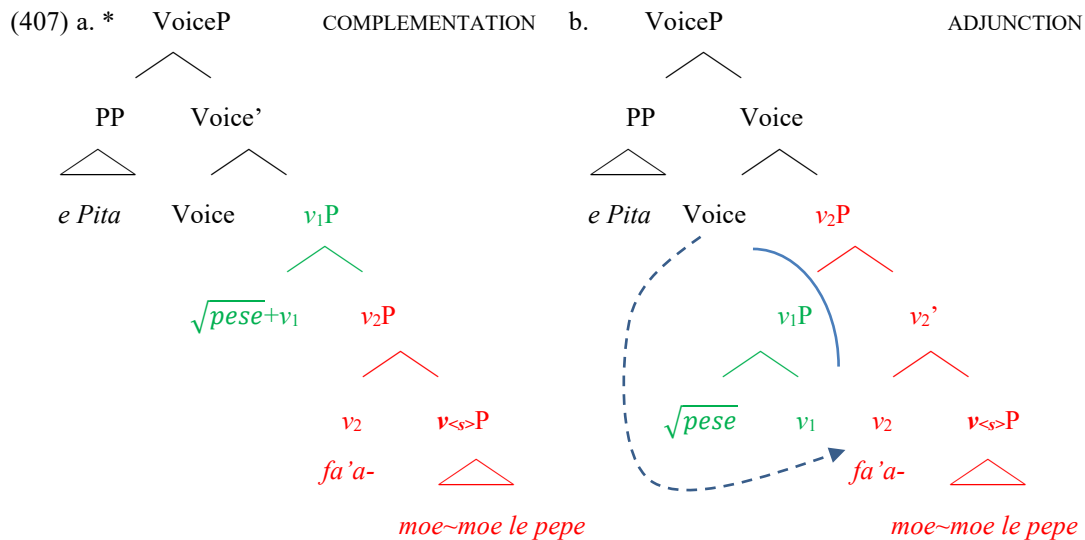 (407) a. * VoiceP COMPLEMENTATION b. VoiceP ADJUNCTION
PP Voice’ PP Voice
e Pita Voice v₁P e Pita Voice v₂P
√pese+v₁ v₂P v₁P v₂’
v₂ v<s>P √pese v₁ v₂ v<s>P
fa’a- fa’a-
moe~moe le pepe moe~moe le pepe